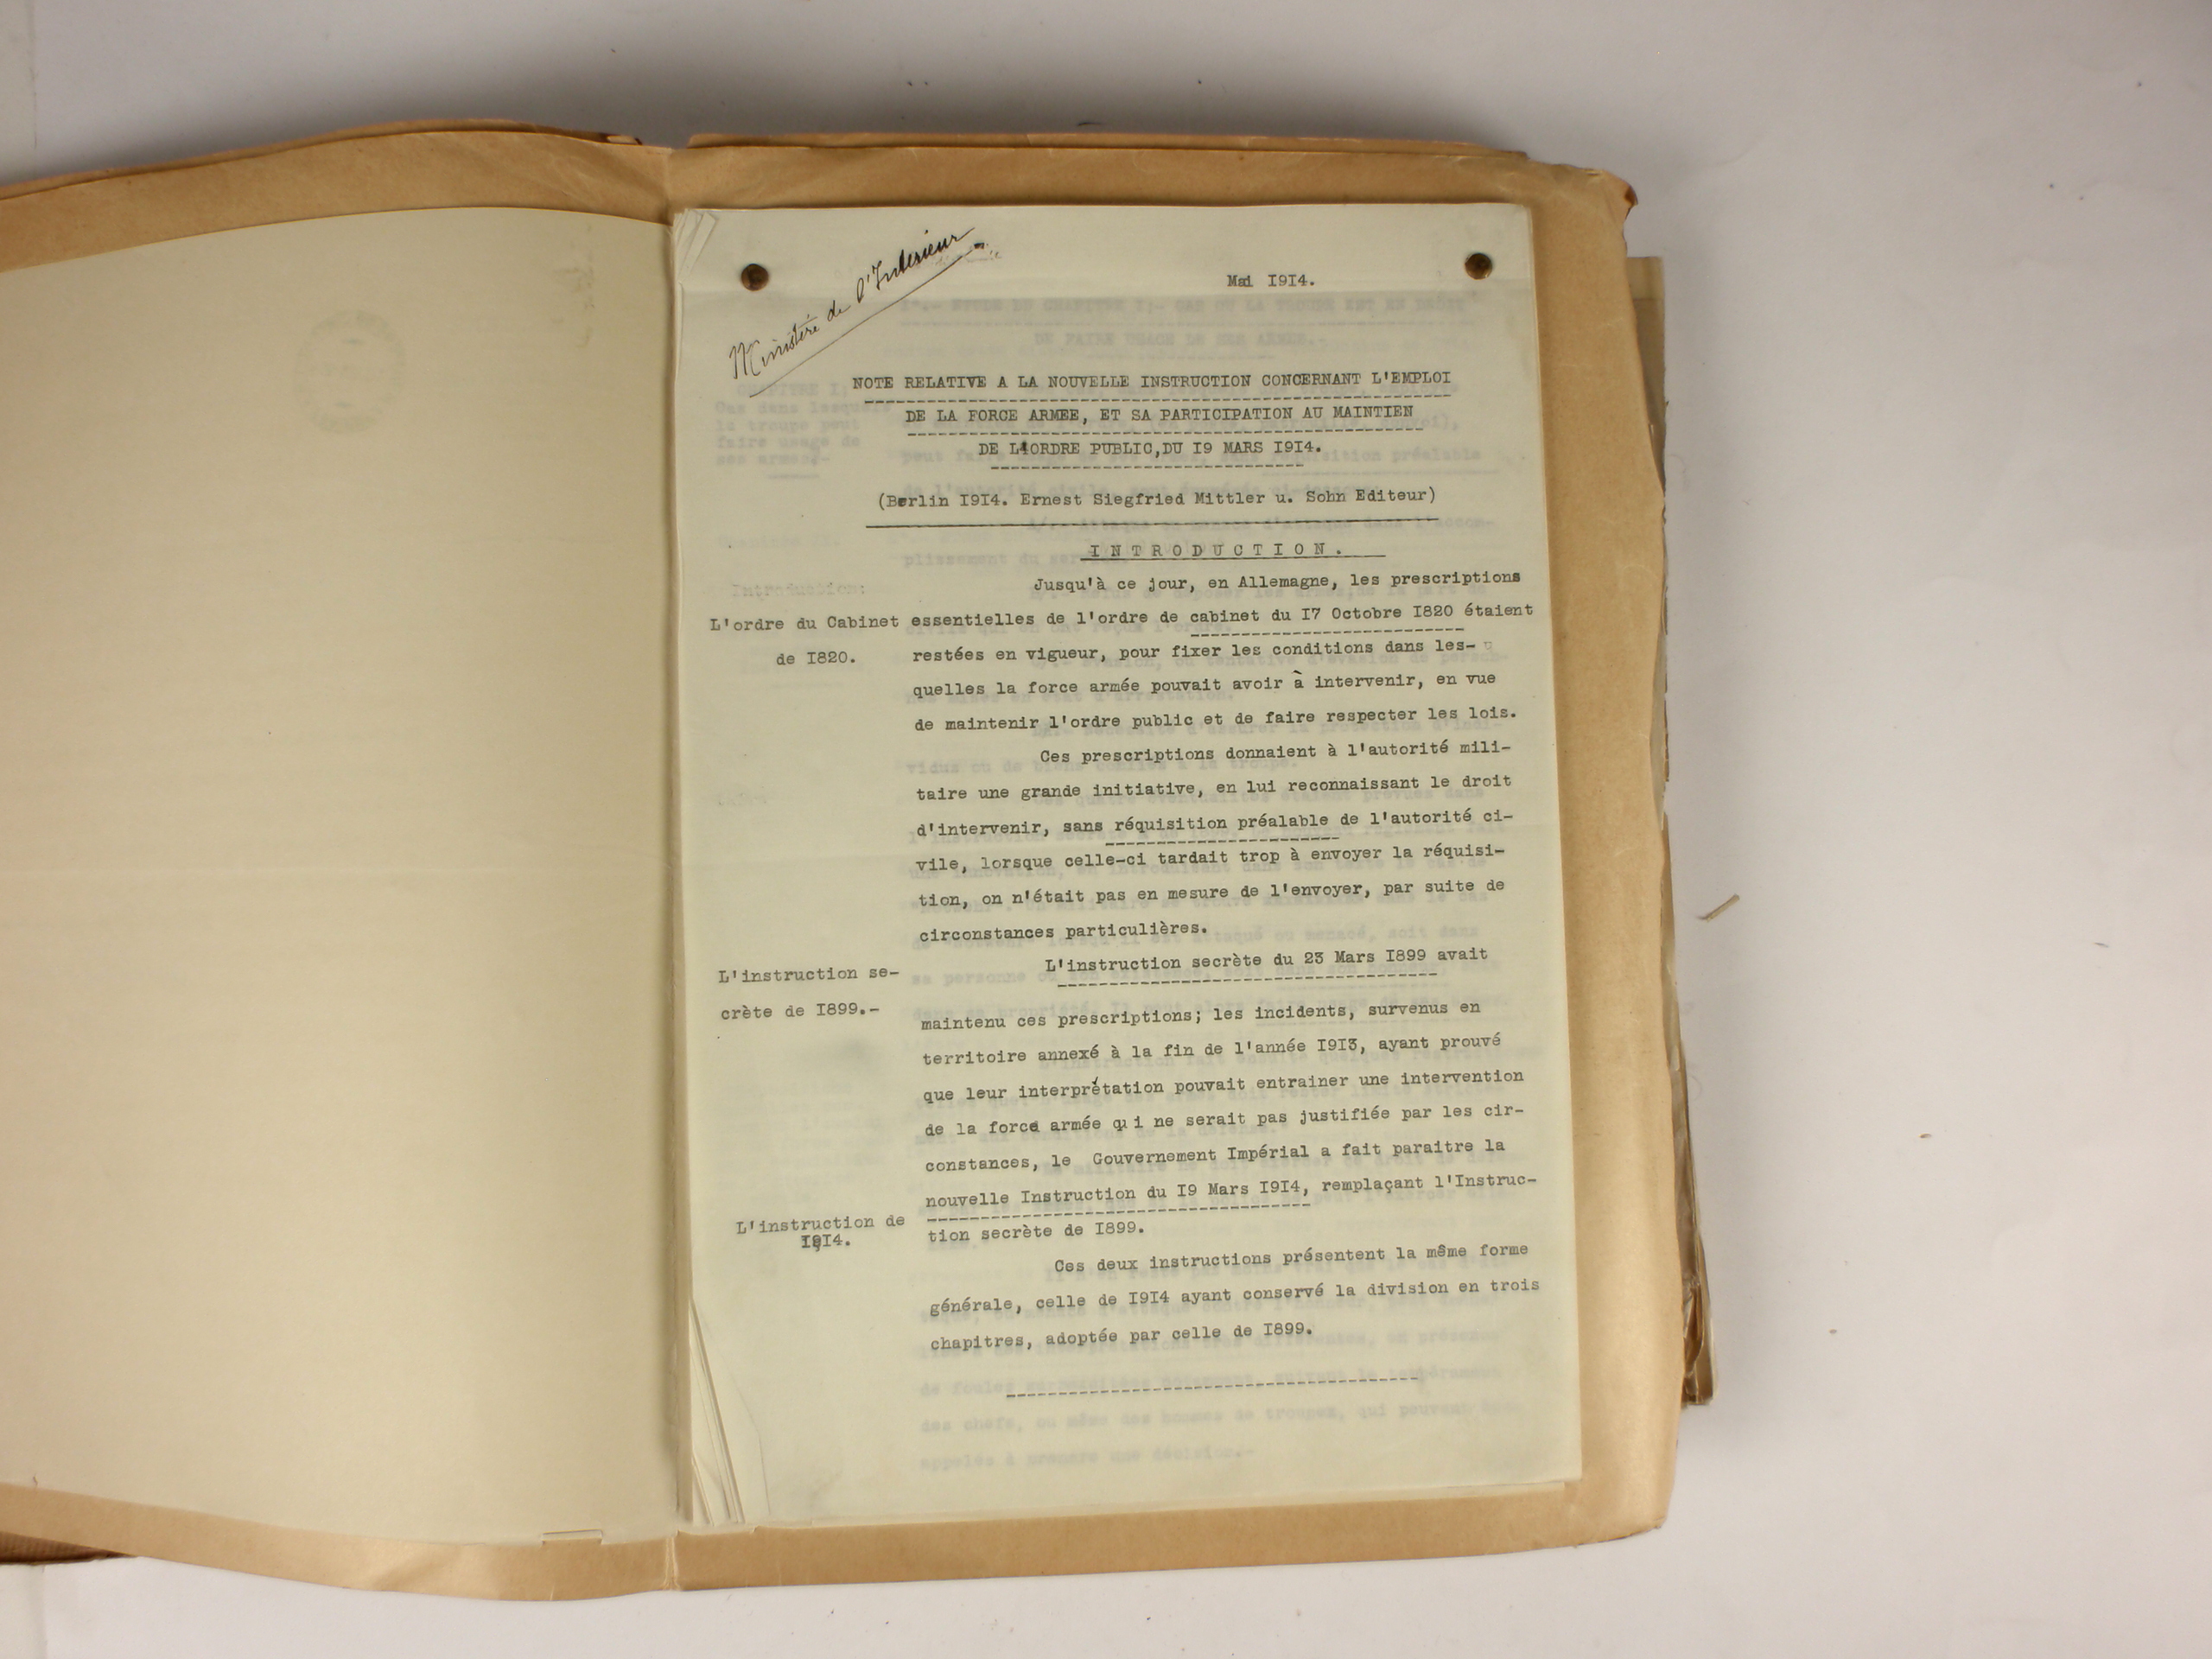 Ministère de l'Intérieur
Mai I9I4.
NOTE RELATIVE A LA NOUVELLE INSTRUCTION CONCERNANT L'EMPLOI
DE LA FORCE ARMEE, ET SA PARTICIPATION AU MAINTIEN
DE L'ORDRE PUBLIC,DU I9 MARS I9I4.
(Berlin I9I4. Ernest Siegfried Mittler u. Sohn Editeur)
INTRODUCTION.
Jusqu'à ce jour, en Allemagne, les prescriptions
L'ordre du Cabinet essentielles de l'ordre de cabinet du I7 Octobre I820 étaient
de I820. restées en vigueur, pour fixer les conditions dans les-
quelles la force armée pouvait avoir à intervenir, en vue
de maintenir l'ordre public et de faire respecter les lois.
Ces prescriptions donnaient à l'autorité mili-
taire une grande initiative, en lui reconnaissant le droit
d'intervenir, sans réquisition préalable de l'autorité ci-
vile, lorsque celle-ci tardait trop à envoyer la réquisi-
tion, on n'était pas en mesure de l'envoyer, par suite de
circonstances particulières.
L'instruction se- L'instruction secrète du 23 Mars I899 avait
crète de I899.- maintenu ces prescriptions; les incidents, survenus en
territoire annexé à la fin de l'année I9I3, ayant prouvé
que leur interprétation pouvait entrainer une intervention
de la force armée qui ne serait pas justifiée par les cir-
constances, le Gouvernement Impérial a fait paraitre la
nouvelle Instruction du I9 Mars I9I4, remplaçant l'Instruc-
L'instruction de tion secrète de I899.
I9I4.
Ces deux instructions présentent la même forme
générale, celle de I9I4 ayant conservé la division en trois
chapitres, adoptée par celle de I899.